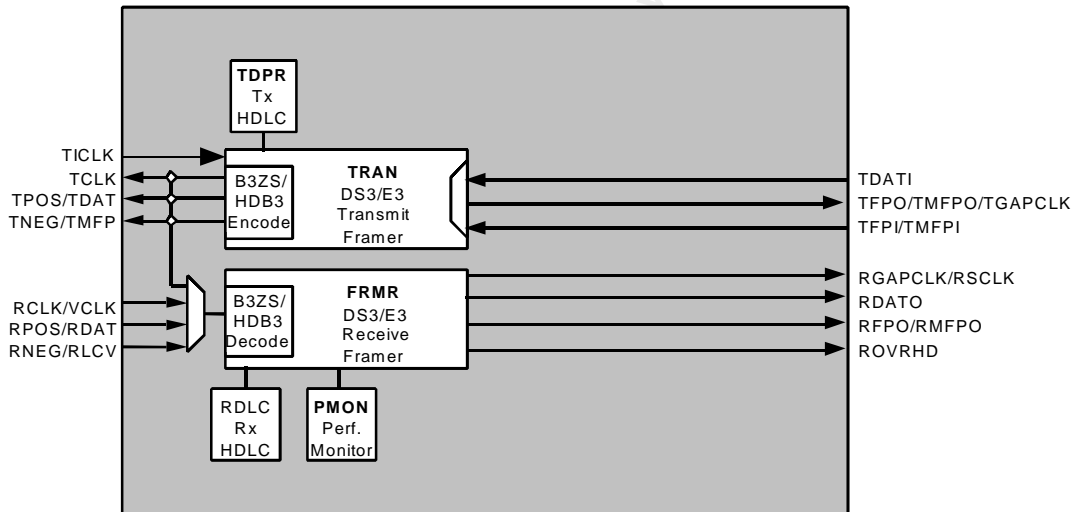 TDPR
Tx
HDLC
TICLK
TCLK
TPOS/TDAT
TNEG/TMFP
B3ZS/
HDB3
Encode
TRAN
DS3/E3
Transmit
Framer
TDATI
TFPO/TMFPO/TGAPCLK
TFPI/TMFPI
RCLK/VCLK
RPOS/RDAT
RNEG/RLCV
B3ZS/
HDB3
Decode
FRMR
DS3/E3
Receive
Framer
RGAPCLK/RSCLK
RDATO
RFPO/RMFPO
ROVRHD
RDLC
Rx
HDLC
PMON
Perf.
Monitor